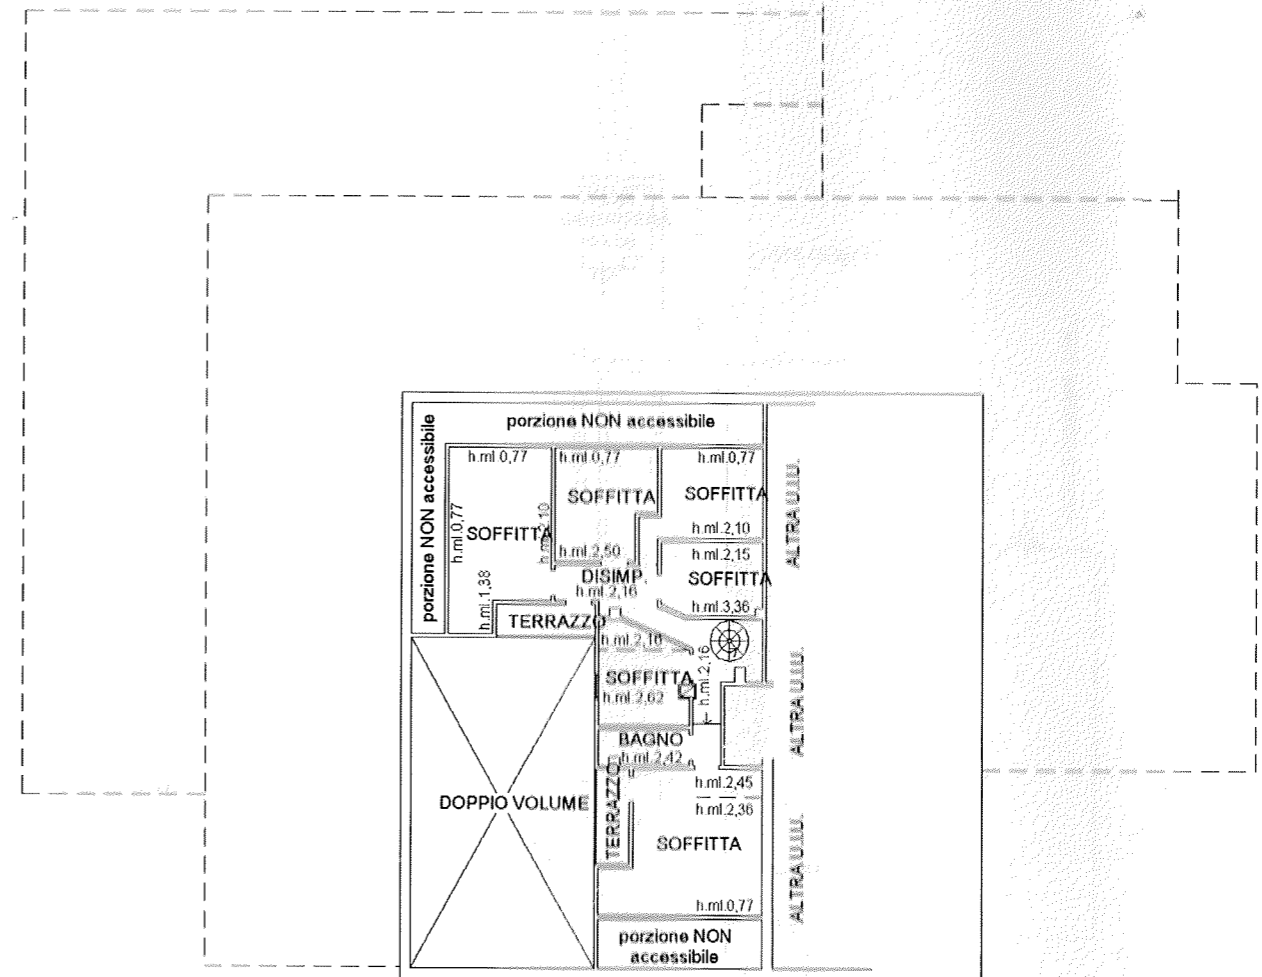 porzione NON accessibile
porzione NON accessibile
h.ml.0,77
h.ml.0,77
h.ml.0,77
SOFFITTA
SOFFITTA
ALTRA U.I.U.
h.ml.0,77
SOFFITTA
h.ml.2,10
h.ml.2,10
h.ml.2,50
h.ml.2,15
DISIMP.
SOFFITTA
h.ml.2,16
h.ml.1,38
h.ml.3,36
TERRAZZO
h.ml.2,16
h.ml.2,16
SOFFITTA
h.ml.2,62
ALTRA U.I.U.
BAGNO
h.ml.2,42
h.ml.2,45
TERRAZZO
DOPPIO VOLUME
h.ml.2,36
SOFFITTA
ALTRA U.I.U.
h.ml.0,77
porzione NON
accessibile